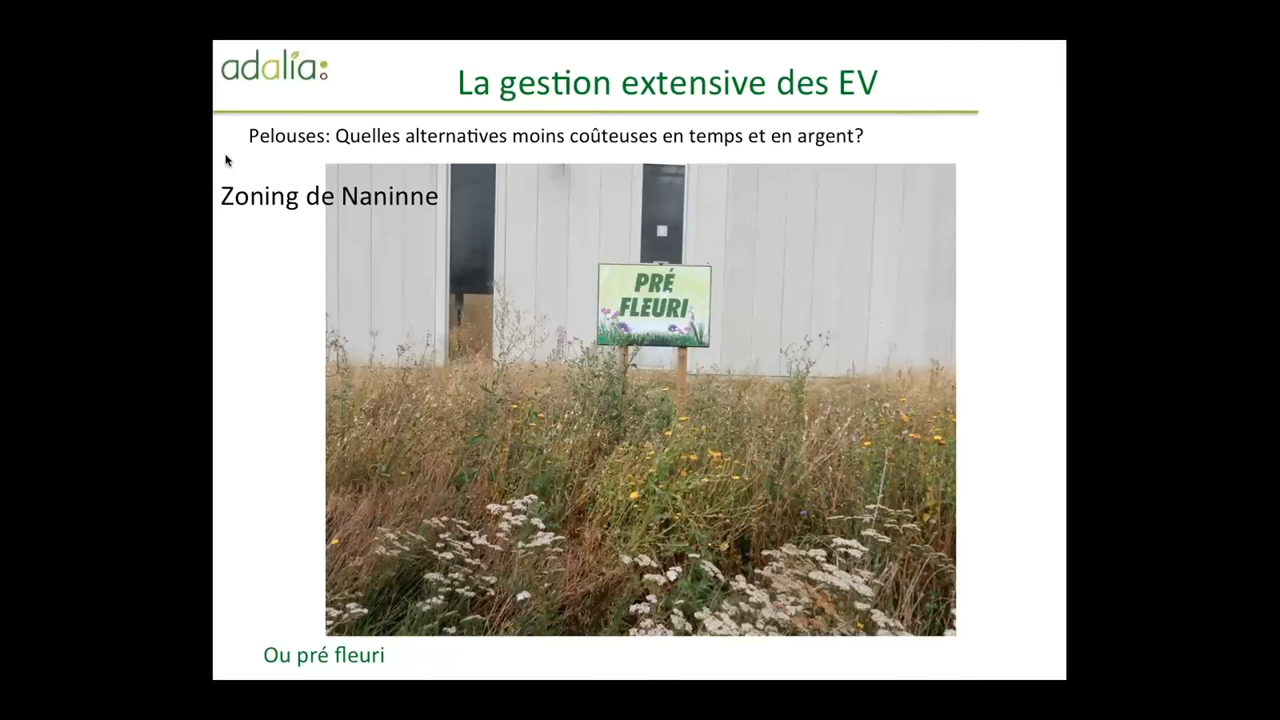 adalia
La gestion extensive des EV
Pelouses: Quelles alternatives moins coûteuses en temps et en argent?
Zoning de Naninne
PRÉ
FLEURI
Ou pré fleuri